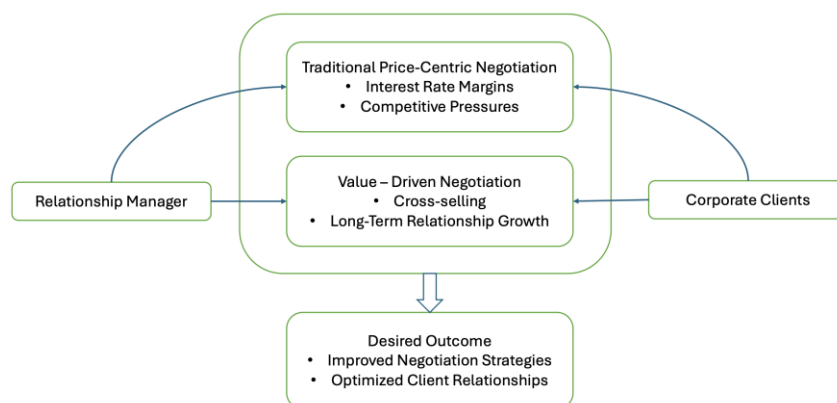 Traditional Price-Centric Negotiation
• Interest Rate Margins
• Competitive Pressures
Relationship Manager
Value – Driven Negotiation
• Cross-selling
• Long-Term Relationship Growth
Corporate Clients
Desired Outcome
• Improved Negotiation Strategies
• Optimized Client Relationships